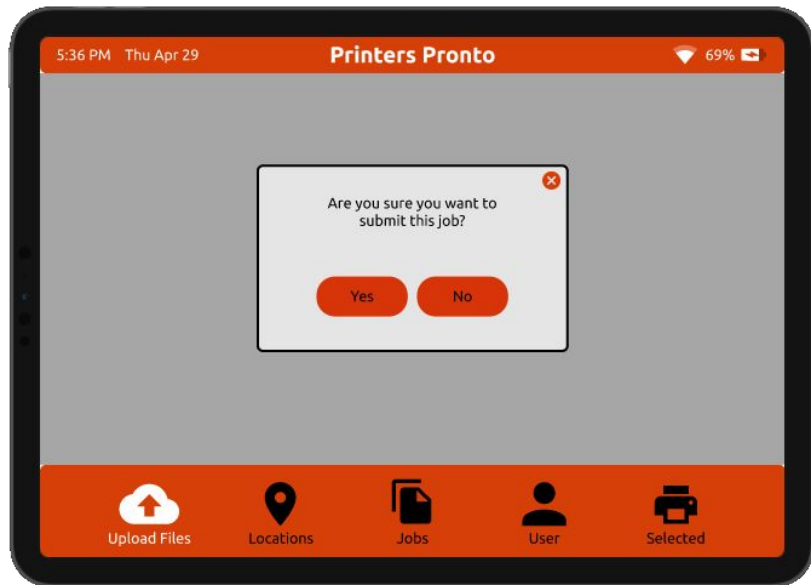 5:36 PM Thu Apr 29 Printers Pronto 69%
Are you sure you want to
submit this job?
Yes No
Upload Files Locations Jobs User Selected